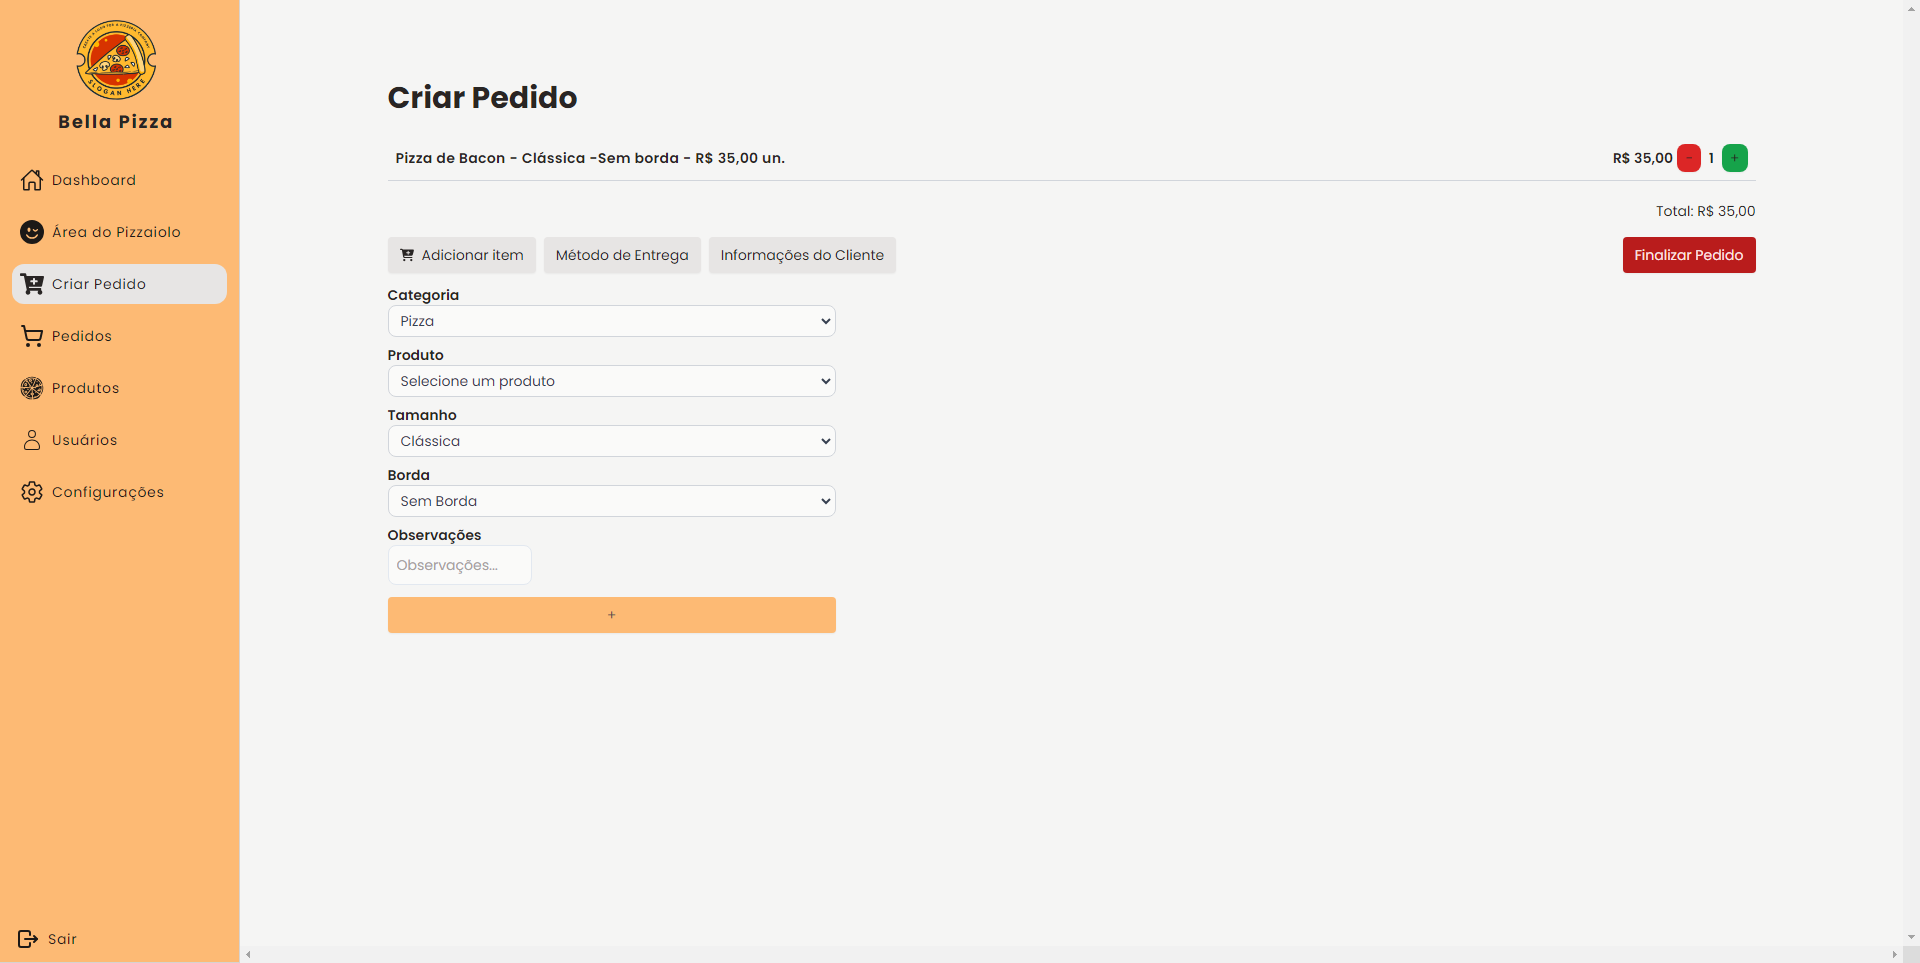 SLOGAN HERE
Bella Pizza
Dashboard
Área do Pizzaiolo
Criar Pedido
Pedidos
Produtos
Usuários
Configurações
Sair
Criar Pedido
Pizza de Bacon - Clássica -Sem borda - R$ 35,00 un.
R$ 35,00 - 1 +
Total: R$ 35,00
Adicionar item
Método de Entrega
Informações do Cliente
Finalizar Pedido
Categoria
Pizza
Produto
Selecione um produto
Tamanho
Clássica
Borda
Sem Borda
Observações
Observações...
+